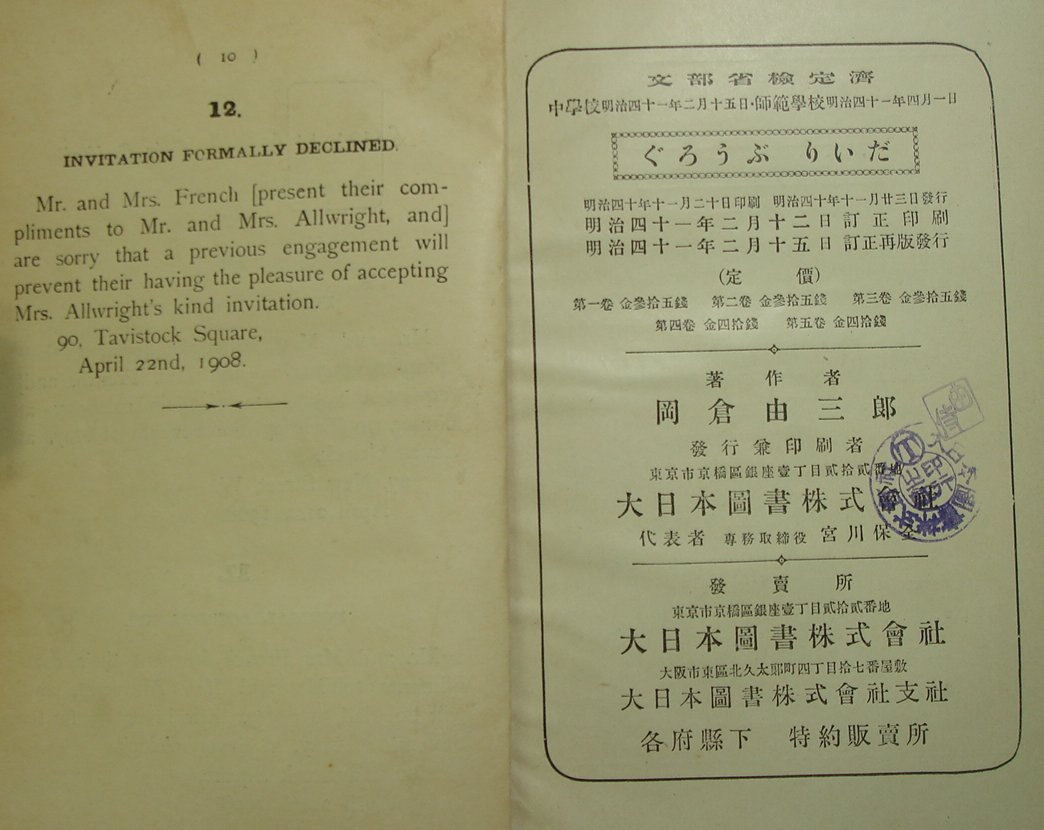 ( 10 )
12.
INVITATION FORMALLY DECLINED.
Mr. and Mrs. French [present their com-
pliments to Mr. and Mrs. Allwright, and]
are sorry that a previous engagement will
prevent their having the pleasure of accepting
Mrs. Allwright's kind invitation.
90, Tavistock Square,
April 22nd, 1908.
文部省檢定濟
中學校明治四十一年二月十五日・師範學校明治四十一年四月一日
ぐろうぶ りいだ
明治四十年十一月二十日印刷 明治四十年十一月廿三日發行
明治四十一年二月十二日訂正印刷
明治四十一年二月十五日訂正再版發行
(定價)
第一卷 金參拾五錢 第二卷 金參拾五錢 第三卷 金參拾五錢
第四卷 金四拾錢 第五卷 金四拾錢
著作者
岡倉由三郎
發行兼印刷者
東京市京橋區銀座壹丁目貳拾貳番地
大日本圖書株式會社
代表者 專務取締役 宮川保全
發賣所
東京市京橋區銀座壹丁目貳拾貳番地
大日本圖書株式會社
大阪市東區北久太郎町四丁目拾七番屋敷
大日本圖書株式會社支社
各府縣下 特約販賣所